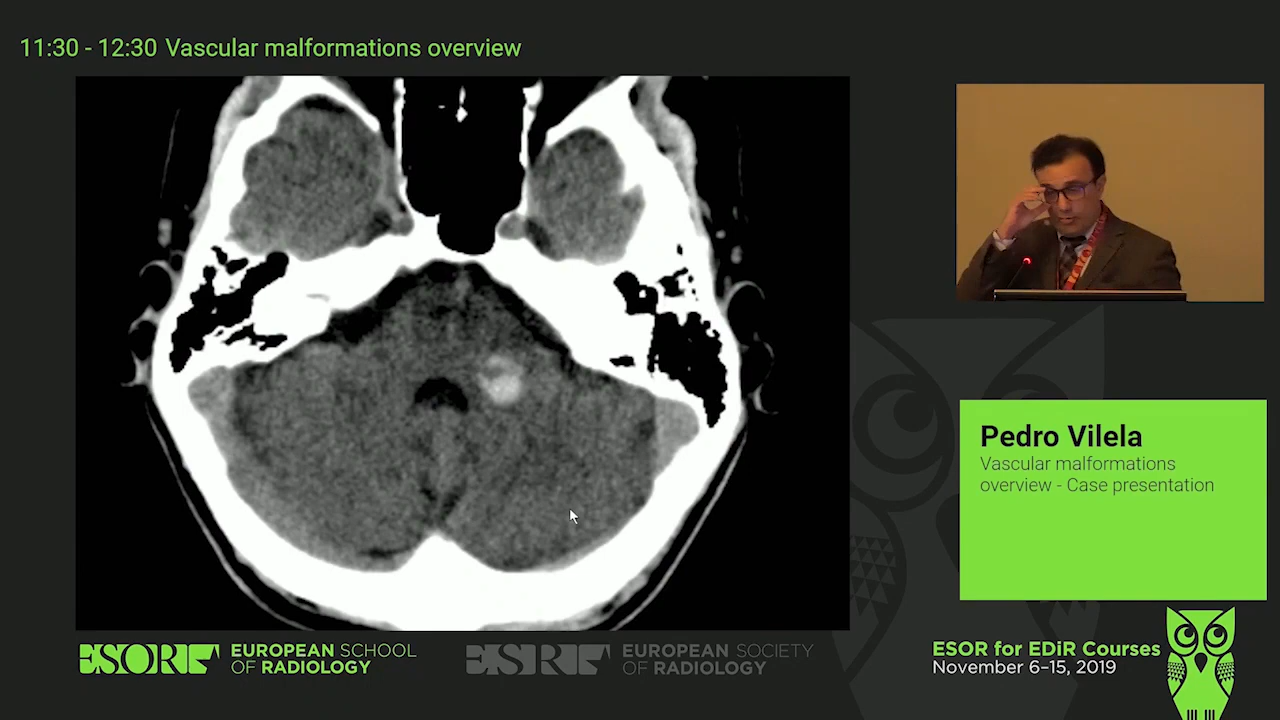 11:30 - 12:30 Vascular malformations overview
Pedro Vilela
Vascular malformations
overview - Case presentation
ESOR
EUROPEAN SCHOOL
OF RADIOLOGY
ESR
EUROPEAN SOCIETY
OF RADIOLOGY
ESOR for EDiR Courses
November 6–15, 2019